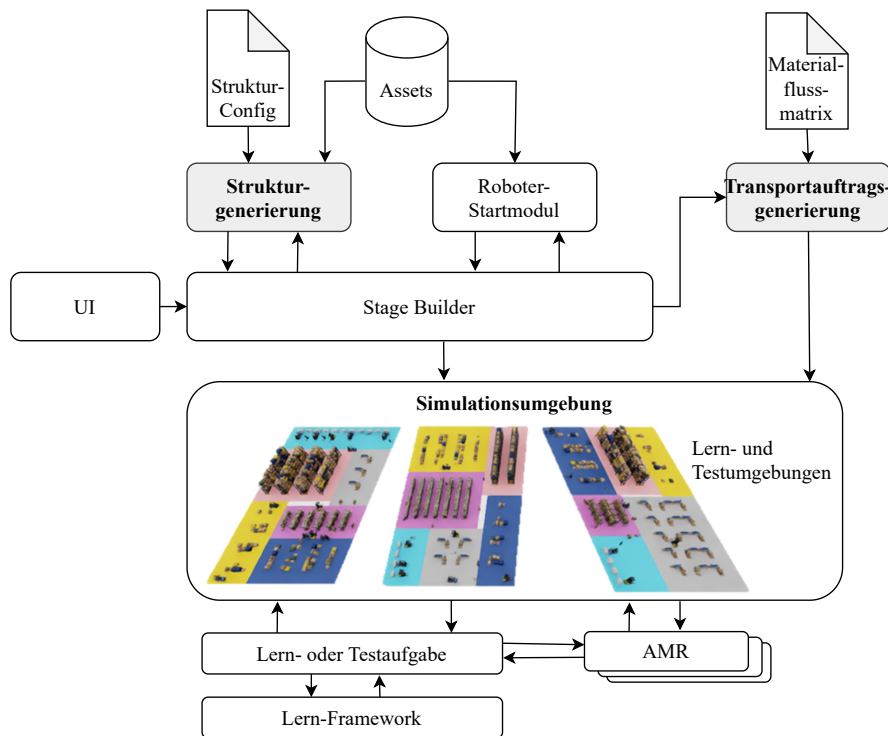 Struktur-
Config
Assets
Material-
fluss-
matrix
Struktur-
generierung
Roboter-
Startmodul
Transportauftrags-
generierung
UI
Stage Builder
Simulationsumgebung
Lern- und
Testumgebungen
Lern- oder Testaufgabe
AMR
Lern-Framework